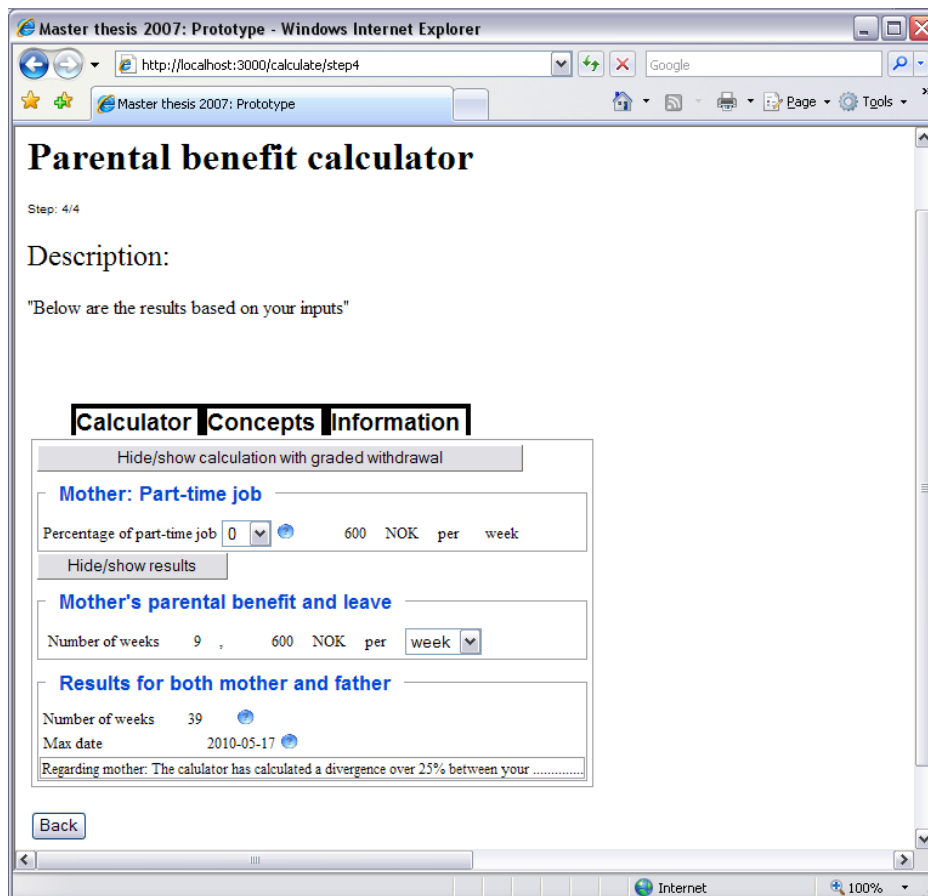 Master thesis 2007: Prototype - Windows Internet Explorer
http://localhost:3000/calculate/step4
Google
Master thesis 2007: Prototype
Page
Tools
»
Parental benefit calculator
Step: 4/4
Description:
"Below are the results based on your inputs"
Calculator Concepts Information
Hide/show calculation with graded withdrawal
Mother: Part-time job
Percentage of part-time job 0 600 NOK per week
Hide/show results
Mother's parental benefit and leave
Number of weeks 9 , 600 NOK per week
Results for both mother and father
Number of weeks 39
Max date 2010-05-17
Regarding mother: The calulator has calculated a divergence over 25% between your ..............
Back
Internet 100%